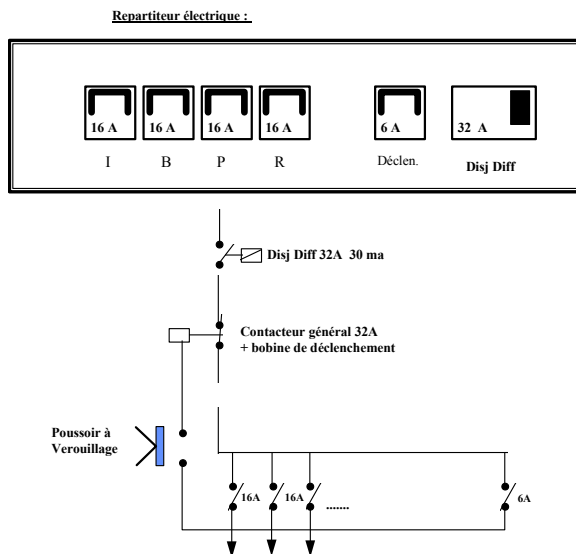 Repartiteur électrique :
16 A 16 A 16 A 16 A 6 A 32 A
I B P R Déclen. Disj Diff
Disj Diff 32A 30 ma
Contacteur général 32A
+ bobine de déclenchement
Poussoir à
Verouillage
16A 16A ....... 6A